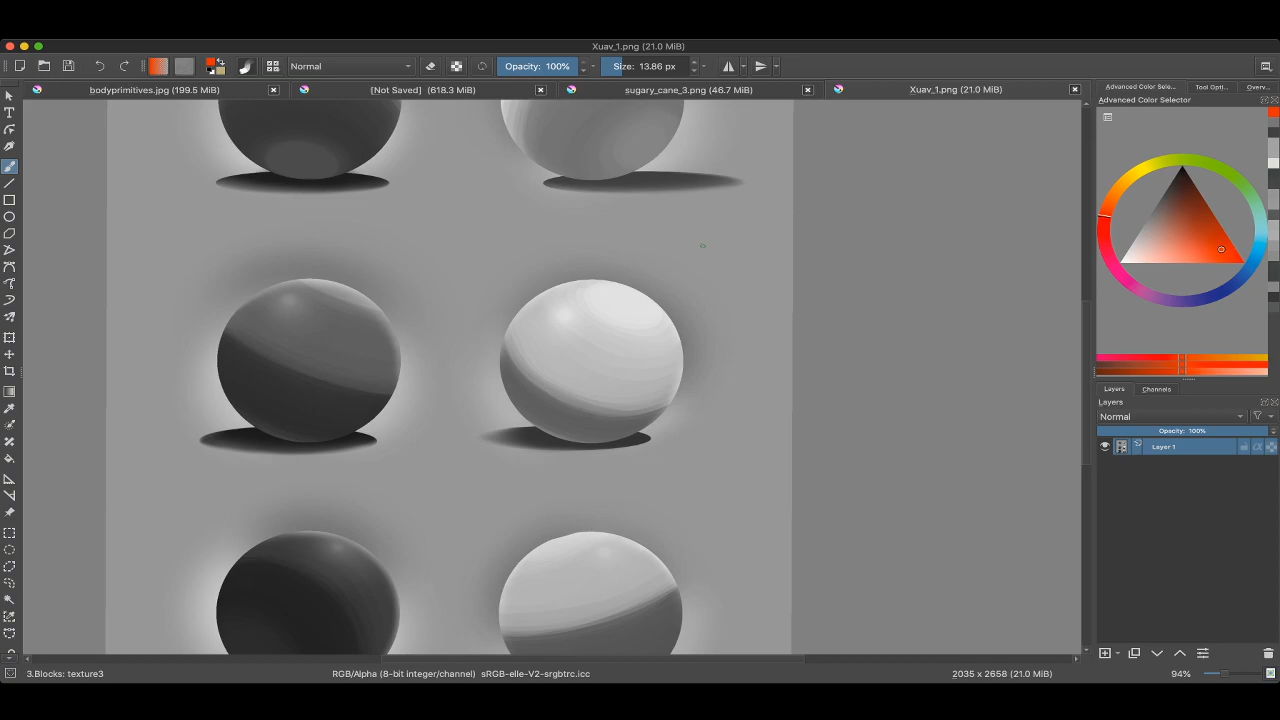 Xuav_1.png (21.0 MiB)
Normal
Opacity: 100%
Size: 13.86 px
bodyprimitives.jpg (199.5 MiB)
[Not Saved] (618.3 MiB)
sugary_cane_3.png (46.7 MiB)
Xuav_1.png (21.0 MiB)
Advanced Color Sele...
Tool Opti...
Overv...
Advanced Color Selector
Layers
Channels
Layers
Normal
Opacity: 100%
Layer 1
3.Blocks: texture3
RGB/Alpha (8-bit integer/channel) sRGB-elle-V2-srgbtrc.icc
2035 x 2658 (21.0 MiB)
94%